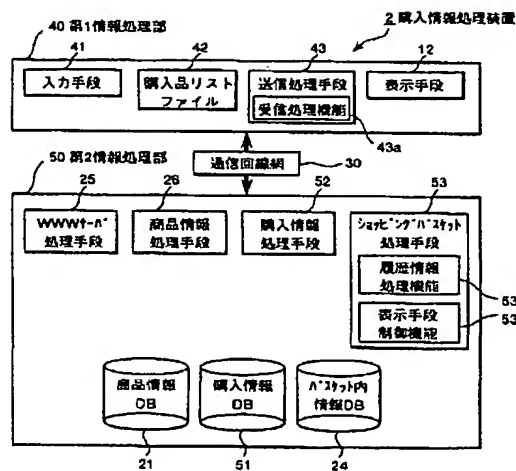 2 購入情報処理装置
40 第1情報処理部
41
42
43
12
入力手段
購入品リスト
ファイル
送信処理手段
受信処理機能
表示手段
43a
通信回線網
30
50 第2情報処理部
25
26
52
53
WWWサーバ
処理手段
商品情報
処理手段
購入情報
処理手段
ショッピングバスケット
処理手段
履歴情報
処理機能
53
表示手段
制御機能
53
商品情報
DB
購入情報
DB
バスケット内
情報DB
21
51
24